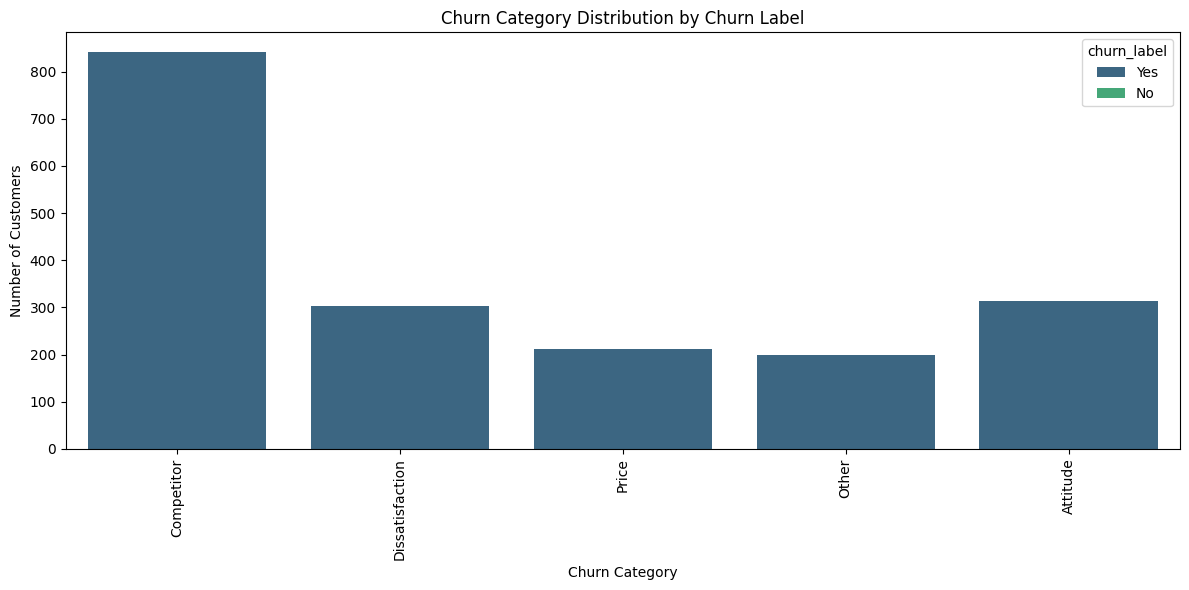 Churn Category Distribution by Churn Label
churn_label
Yes
No
Number of Customers
800
700
600
500
400
300
200
100
0
Competitor
Dissatisfaction
Price
Other
Attitude
Churn Category